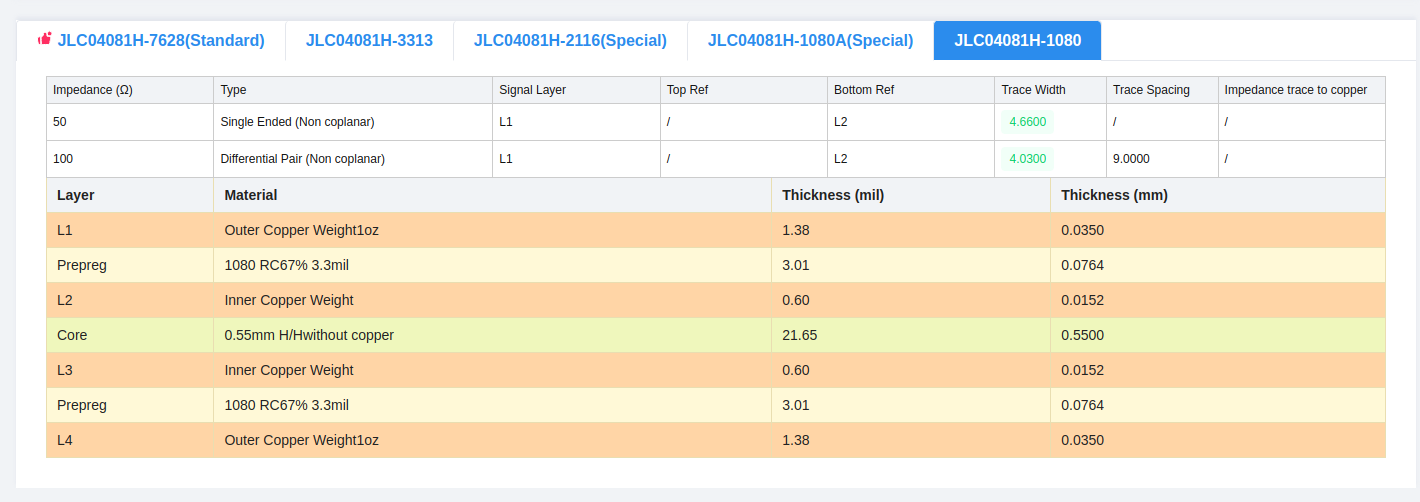 JLC04081H-7628(Standard) JLC04081H-3313 JLC04081H-2116(Special) JLC04081H-1080A(Special) JLC04081H-1080
Impedance (Ω) Type Signal Layer Top Ref Bottom Ref Trace Width Trace Spacing Impedance trace to copper
50 Single Ended (Non coplanar) L1 / L2 4.6600 / /
100 Differential Pair (Non coplanar) L1 / L2 4.0300 9.0000 /
Layer Material Thickness (mil) Thickness (mm)
L1 Outer Copper Weight1oz 1.38 0.0350
Prepreg 1080 RC67% 3.3mil 3.01 0.0764
L2 Inner Copper Weight 0.60 0.0152
Core 0.55mm H/Hwithout copper 21.65 0.5500
L3 Inner Copper Weight 0.60 0.0152
Prepreg 1080 RC67% 3.3mil 3.01 0.0764
L4 Outer Copper Weight1oz 1.38 0.0350